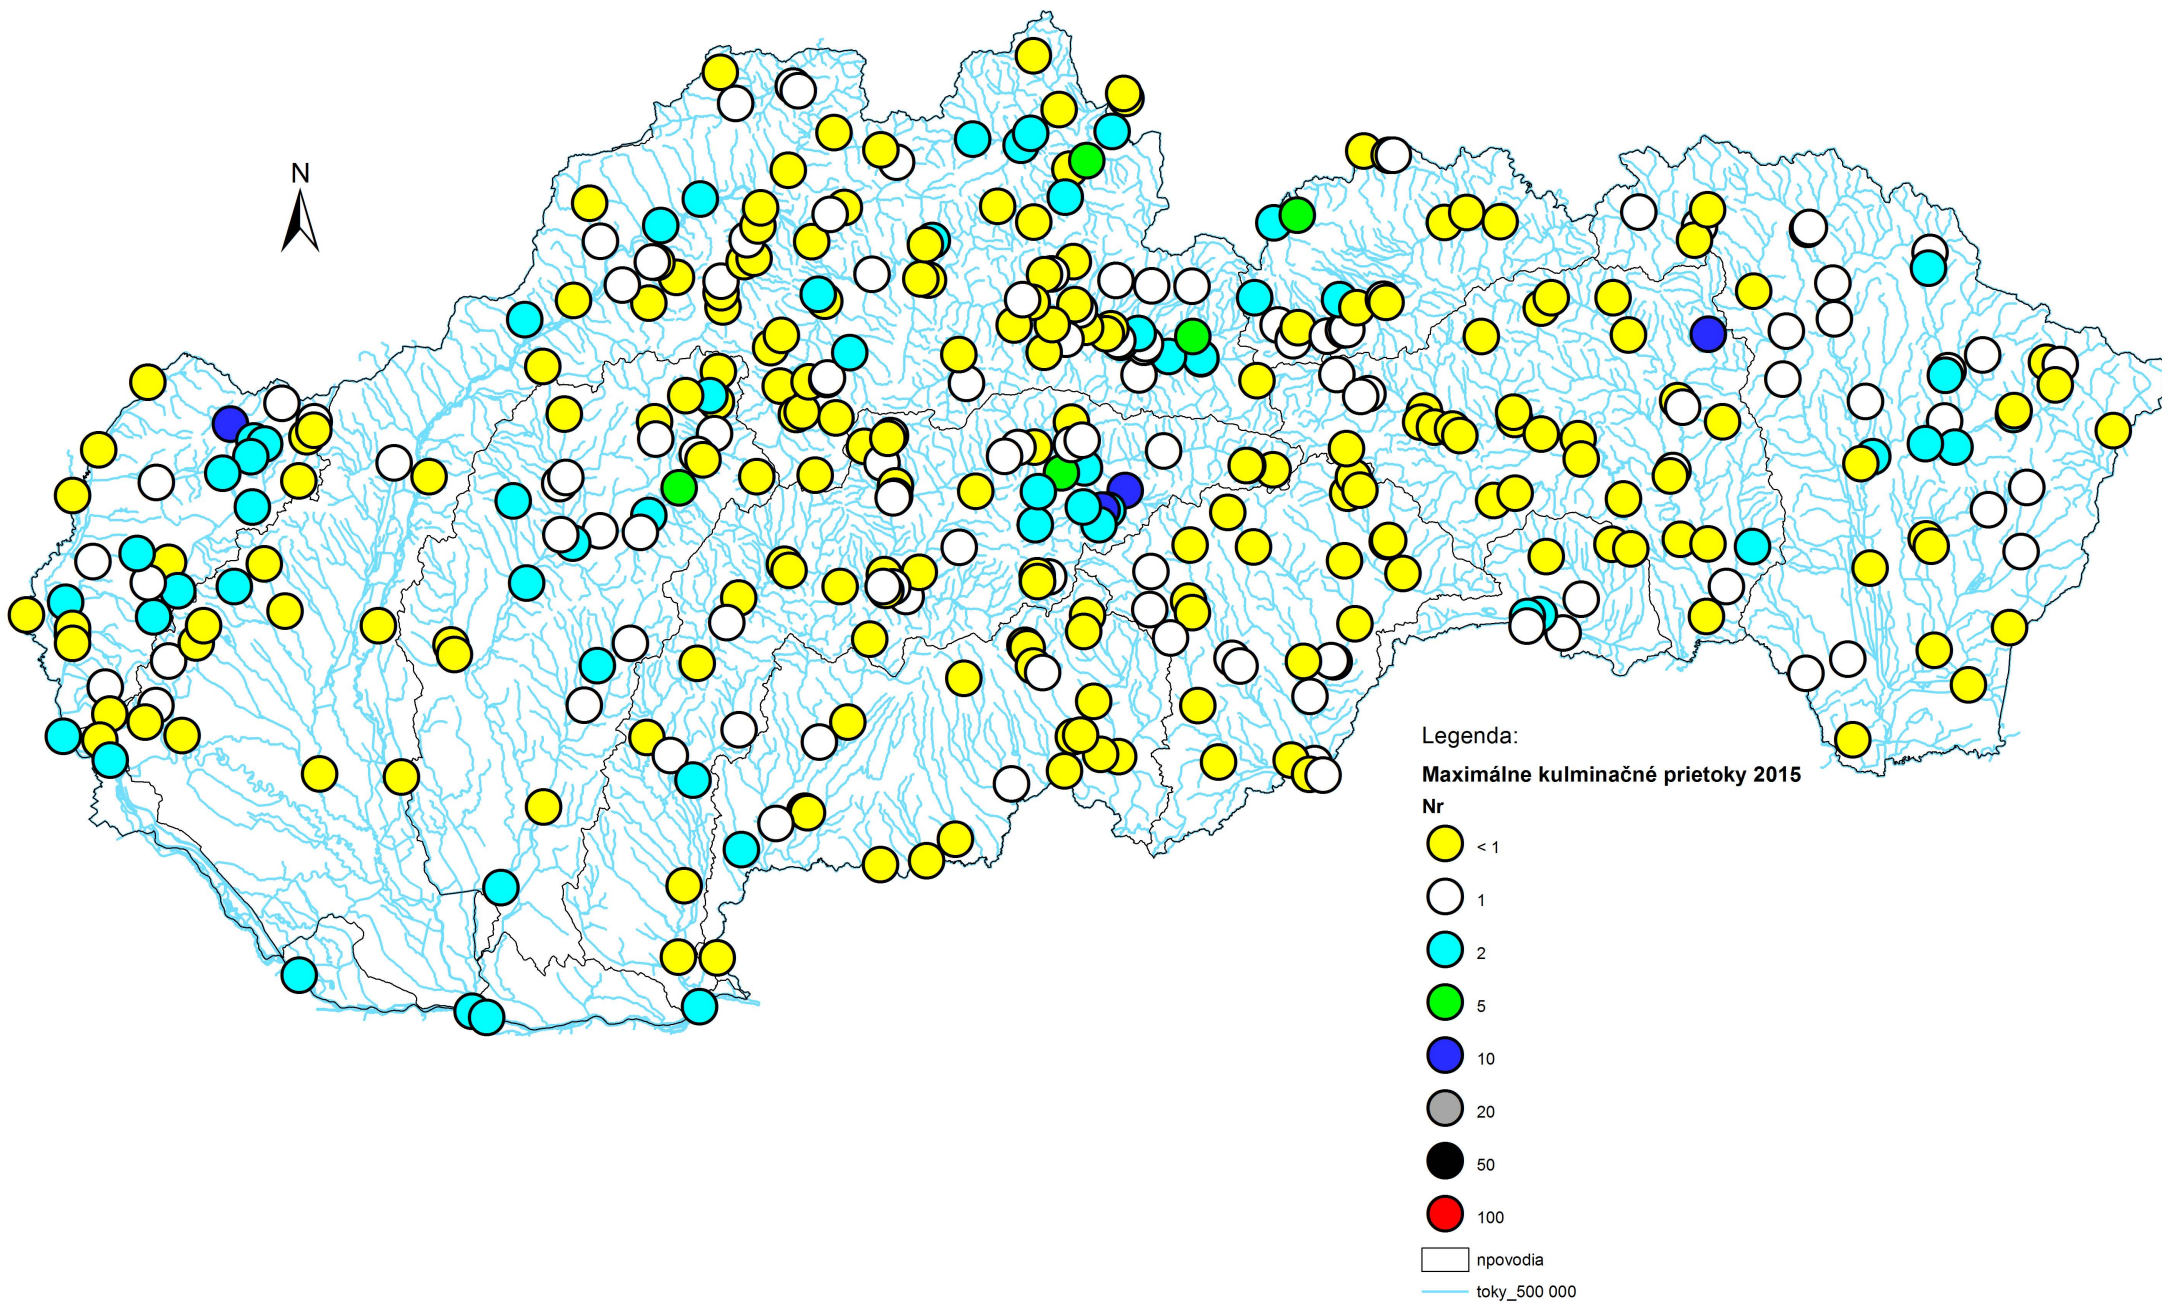 N
Legenda:
Maximálne kulminačné prietoky 2015
Nr
< 1
1
2
5
10
20
50
100
npovodia
toky_500 000